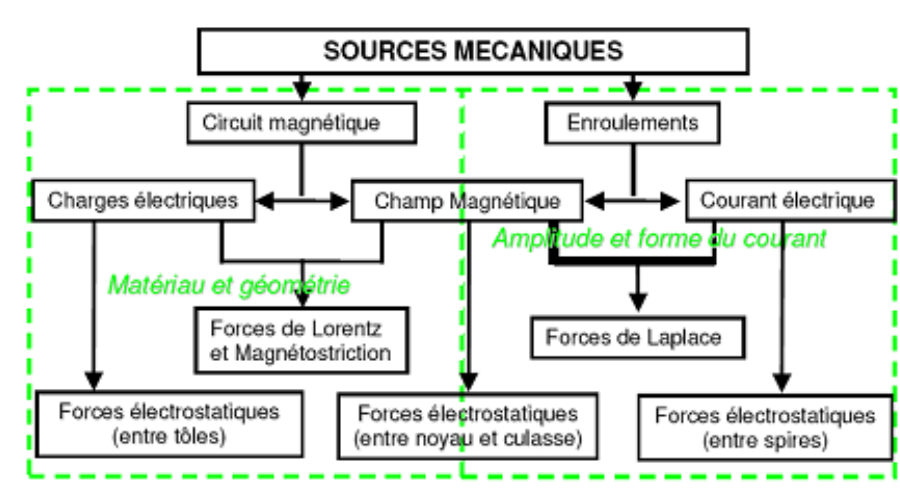 SOURCES MECANIQUES
Circuit magnétique
Enroulements
Charges électriques
Champ Magnétique
Courant électrique
Amplitude et forme du courant
Matériau et géométrie
Forces de Lorentz
et Magnétostriction
Forces de Laplace
Forces électrostatiques
(entre tôles)
Forces électrostatiques
(entre noyau et culasse)
Forces électrostatiques
(entre spires)